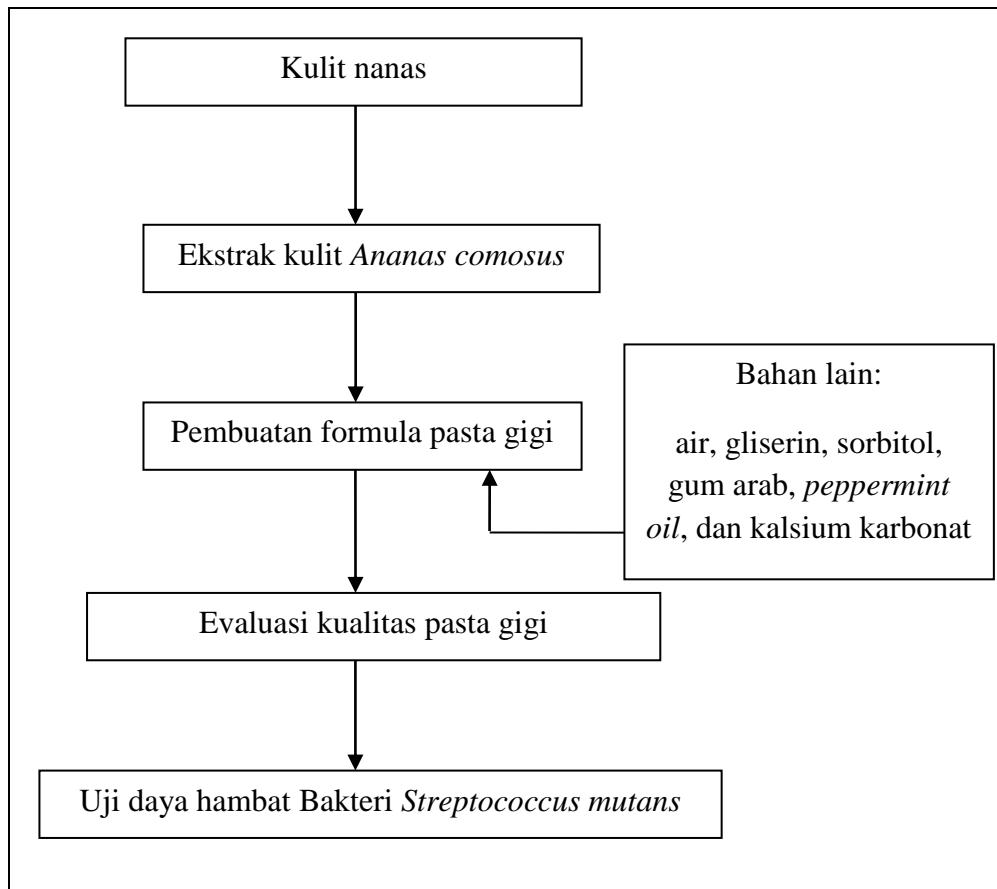 Kulit nanas
Ekstrak kulit Ananas comosus
Pembuatan formula pasta gigi
Bahan lain:
air, gliserin, sorbitol,
gum arab, peppermint
oil, dan kalsium karbonat
Evaluasi kualitas pasta gigi
Uji daya hambat Bakteri Streptococcus mutans